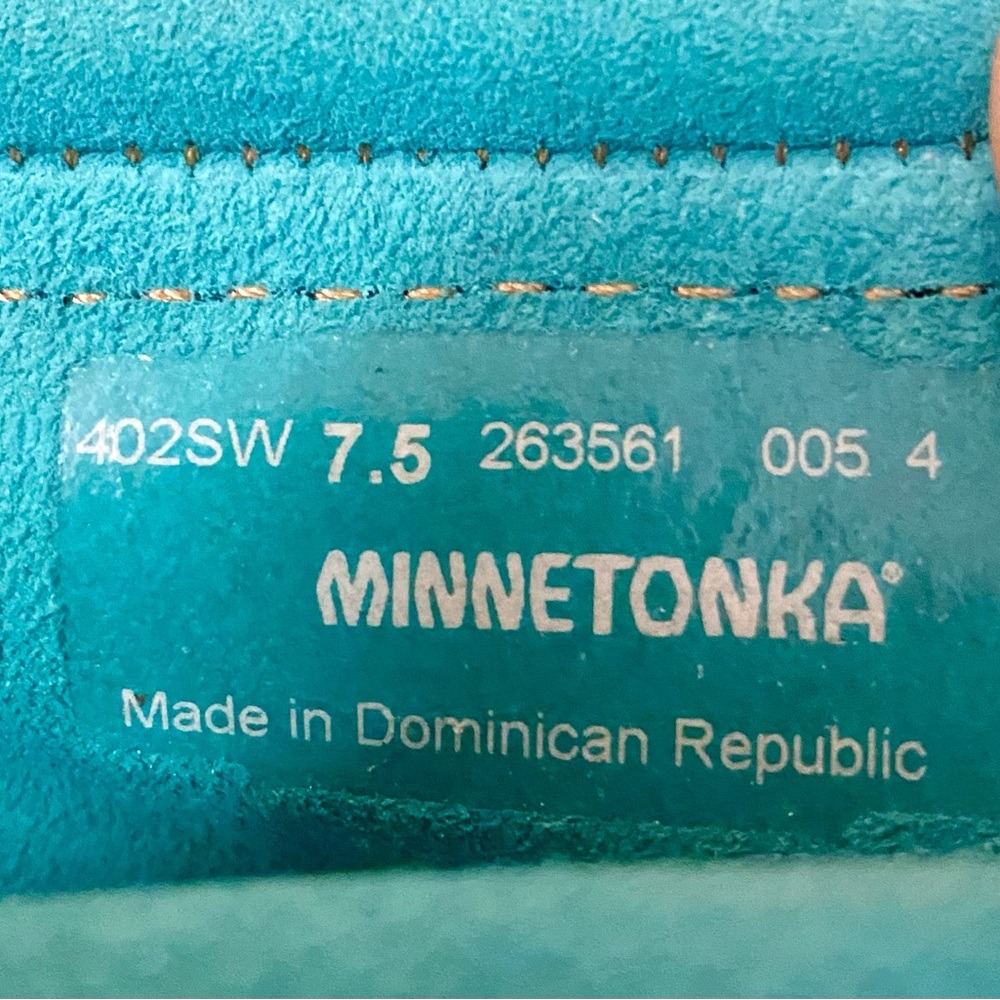 402SW 7.5 263561 005 4
MINNETONKA®
Made in Dominican Republic